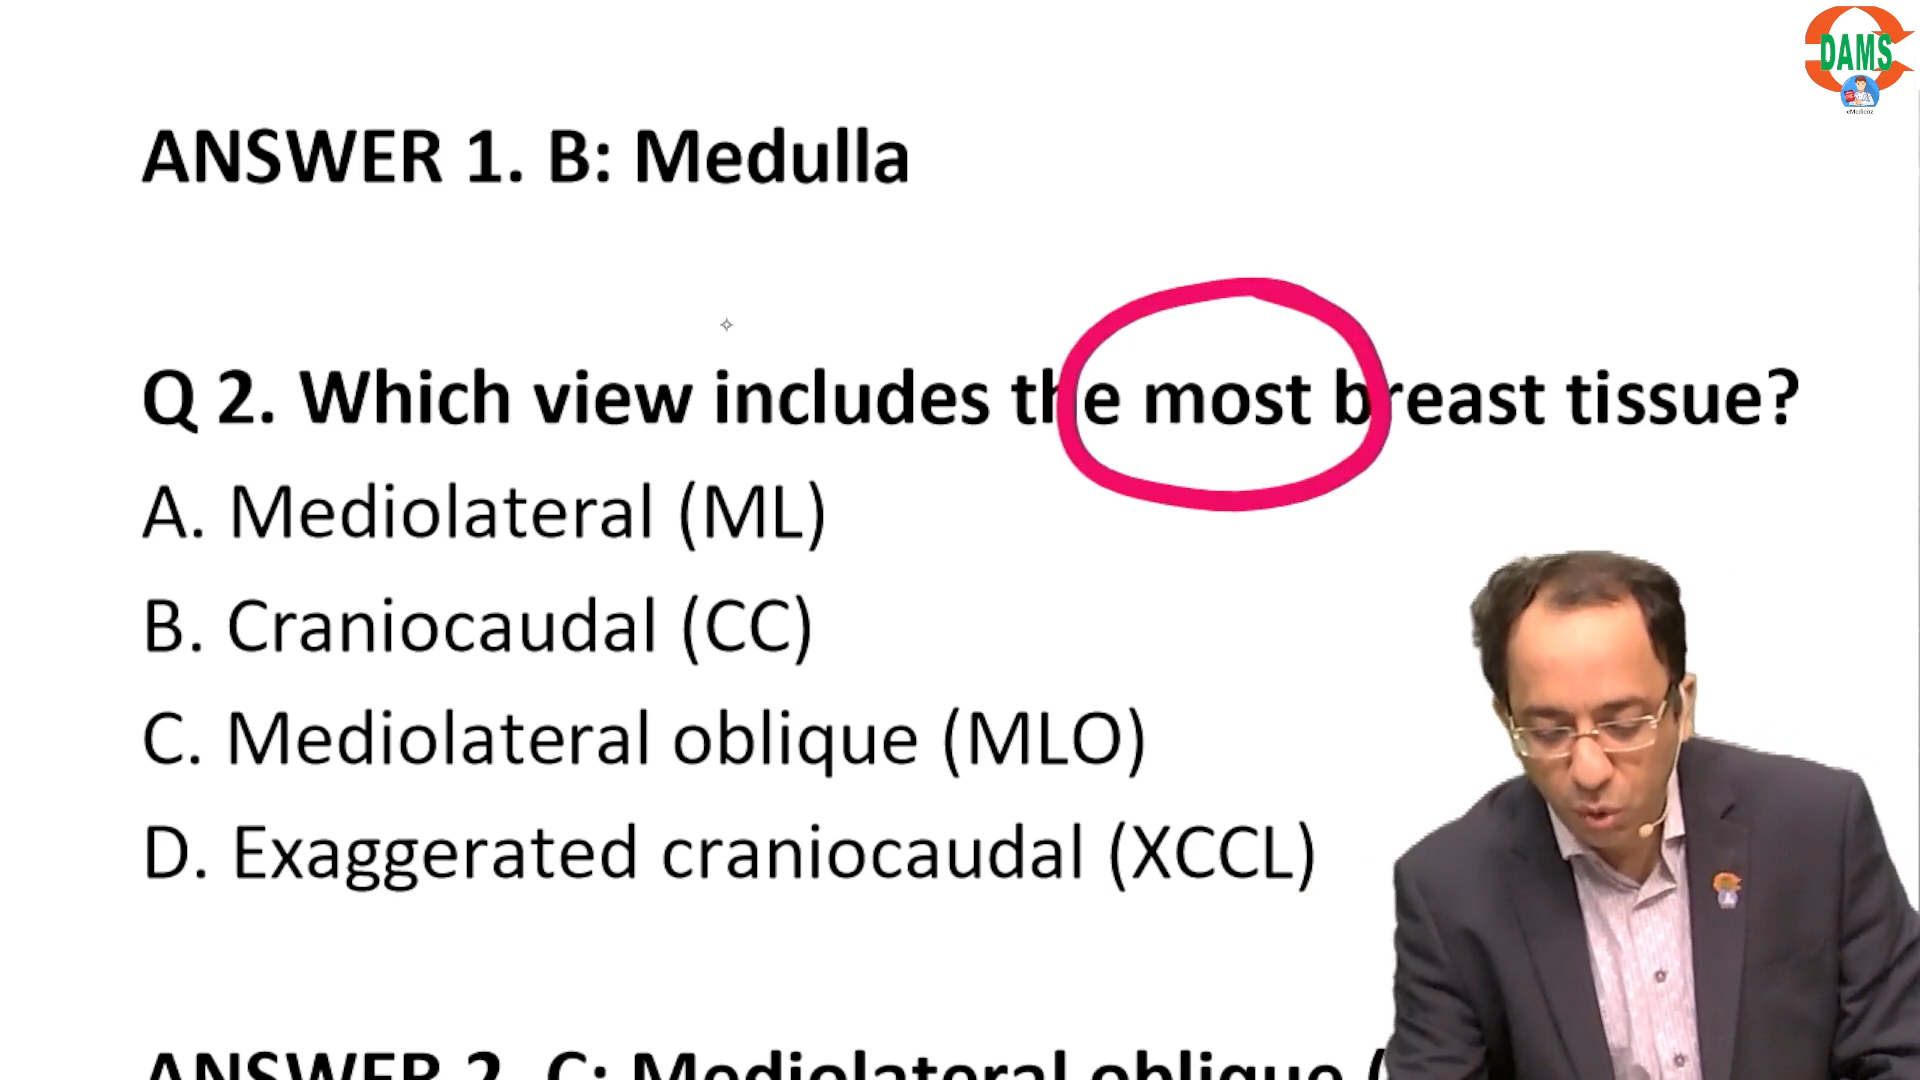 DAMS
eMedicoz
ANSWER 1. B: Medulla
Q 2. Which view includes the most breast tissue?
A. Mediolateral (ML)
B. Craniocaudal (CC)
C. Mediolateral oblique (MLO)
D. Exaggerated craniocaudal (XCCL)
ANSWER 2. C: Mediolateral oblique (